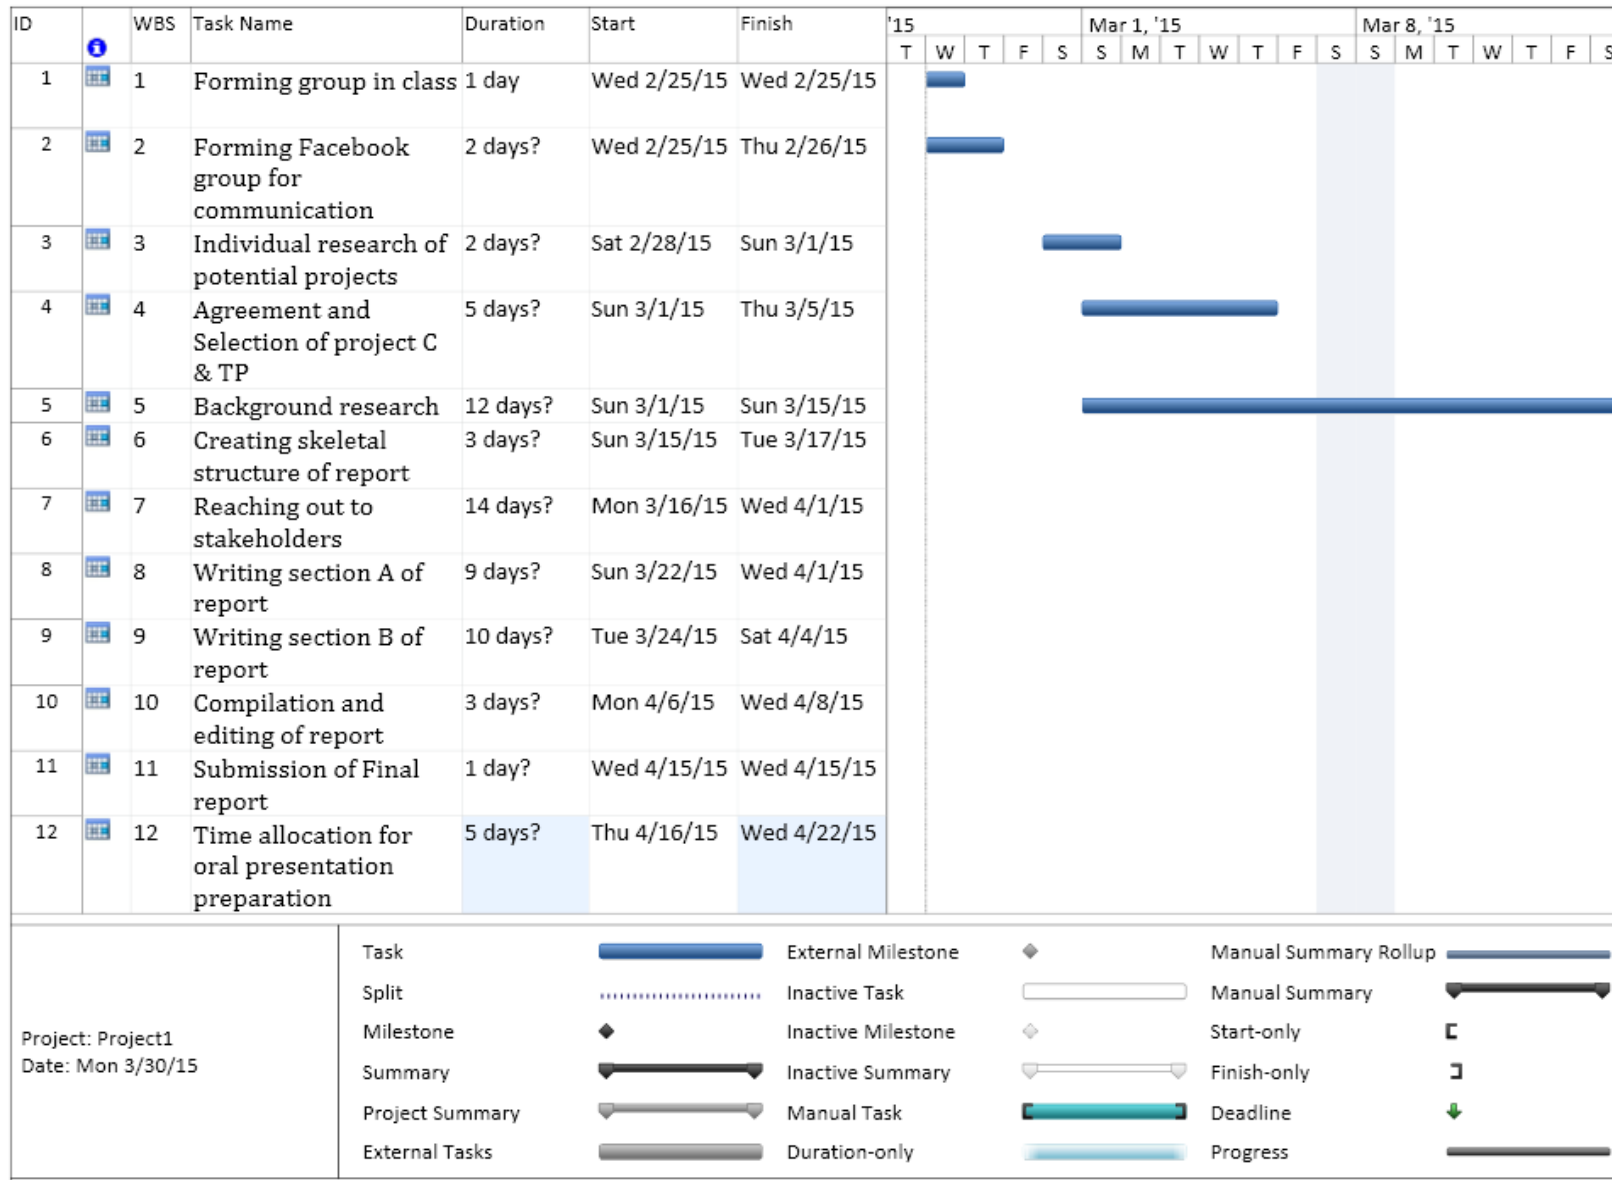 ID WBS Task Name Duration Start Finish '15 Mar 1, '15 Mar 8, '15
T W T F S S M T W T F S S M T W T F S
1 1 Forming group in class 1 day Wed 2/25/15 Wed 2/25/15
2 2 Forming Facebook 2 days? Wed 2/25/15 Thu 2/26/15
group for
communication
3 3 Individual research of 2 days? Sat 2/28/15 Sun 3/1/15
potential projects
4 4 Agreement and 5 days? Sun 3/1/15 Thu 3/5/15
Selection of project C
& TP
5 5 Background research 12 days? Sun 3/1/15 Sun 3/15/15
6 6 Creating skeletal 3 days? Sun 3/15/15 Tue 3/17/15
structure of report
7 7 Reaching out to 14 days? Mon 3/16/15 Wed 4/1/15
stakeholders
8 8 Writing section A of 9 days? Sun 3/22/15 Wed 4/1/15
report
9 9 Writing section B of 10 days? Tue 3/24/15 Sat 4/4/15
report
10 10 Compilation and 3 days? Mon 4/6/15 Wed 4/8/15
editing of report
11 11 Submission of Final 1 day? Wed 4/15/15 Wed 4/15/15
report
12 12 Time allocation for 5 days? Thu 4/16/15 Wed 4/22/15
oral presentation
preparation
Project: Project1
Date: Mon 3/30/15
Task External Milestone Manual Summary Rollup
Split Inactive Task Manual Summary
Milestone Inactive Milestone Start-only
Summary Inactive Summary Finish-only
Project Summary Manual Task Deadline
External Tasks Duration-only Progress